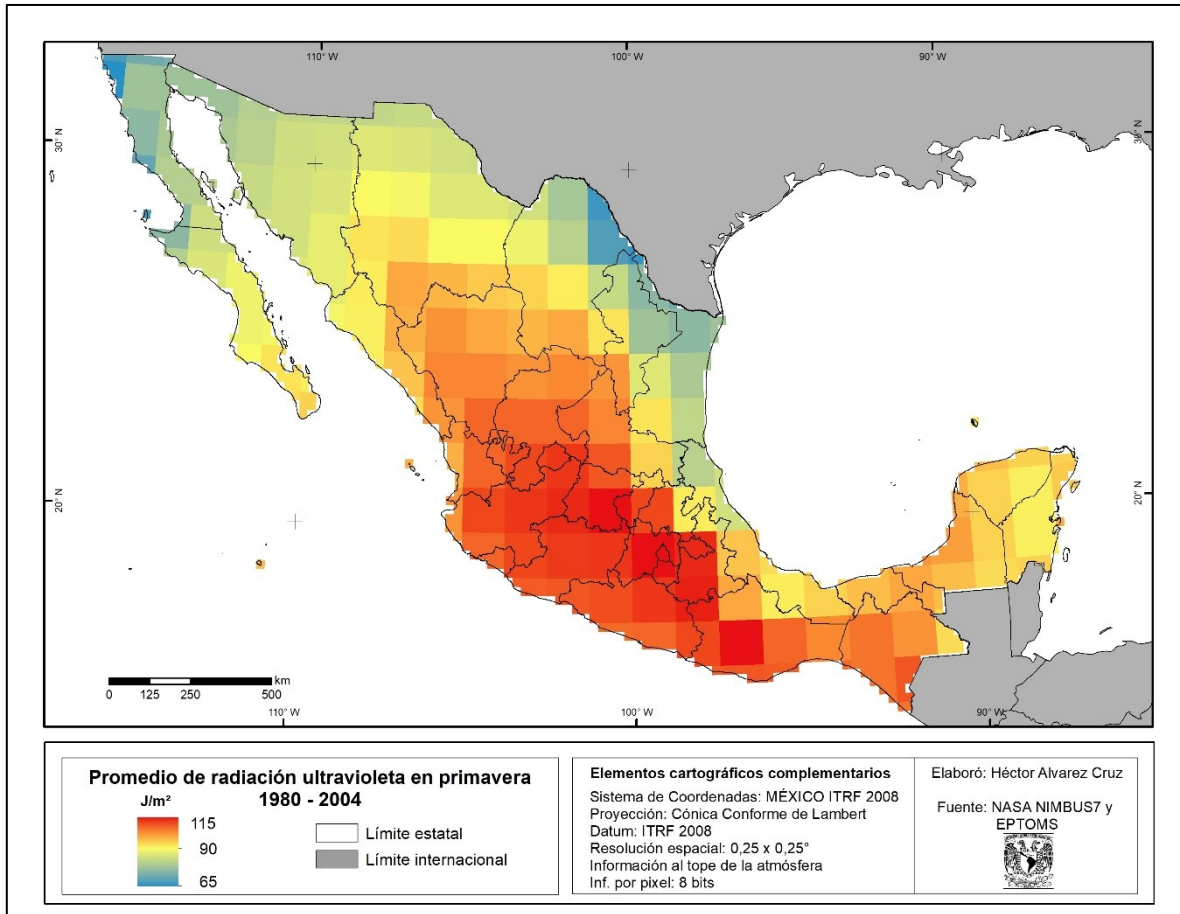 110° W
100° W
90° W
30° N
30° N
20° N
20° N
km
0 125 250 500
110° W
100° W
90° W
Promedio de radiación ultravioleta en primavera
1980 - 2004
J/m²
115
90
65
Límite estatal
Límite internacional
Elementos cartográficos complementarios
Sistema de Coordenadas: MÉXICO ITRF 2008
Proyección: Cónica Conforme de Lambert
Datum: ITRF 2008
Resolución espacial: 0,25 x 0,25°
Información al tope de la atmósfera
Inf. por pixel: 8 bits
Elaboró: Héctor Alvarez Cruz
Fuente: NASA NIMBUS7 y
EPTOMS